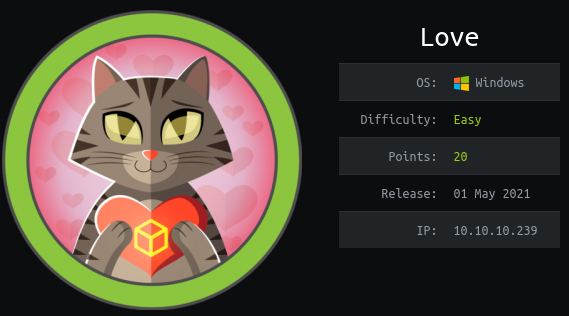 Love
OS: Windows
Difficulty: Easy
Points: 20
Release: 01 May 2021
IP: 10.10.10.239